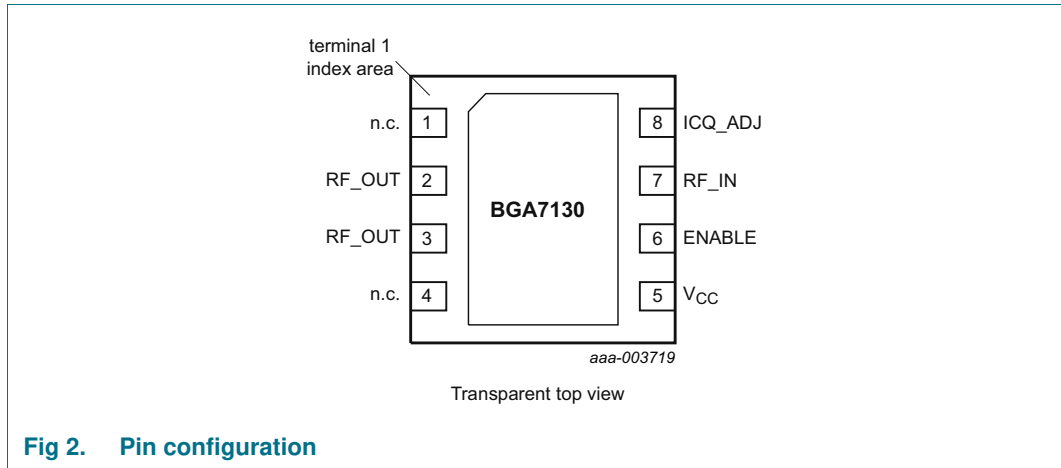 terminal 1
index area
n.c. 1
8 ICQ_ADJ
RF_OUT 2
7 RF_IN
BGA7130
RF_OUT 3
6 ENABLE
n.c. 4
5 VCC
aaa-003719
Transparent top view
Fig 2. Pin configuration